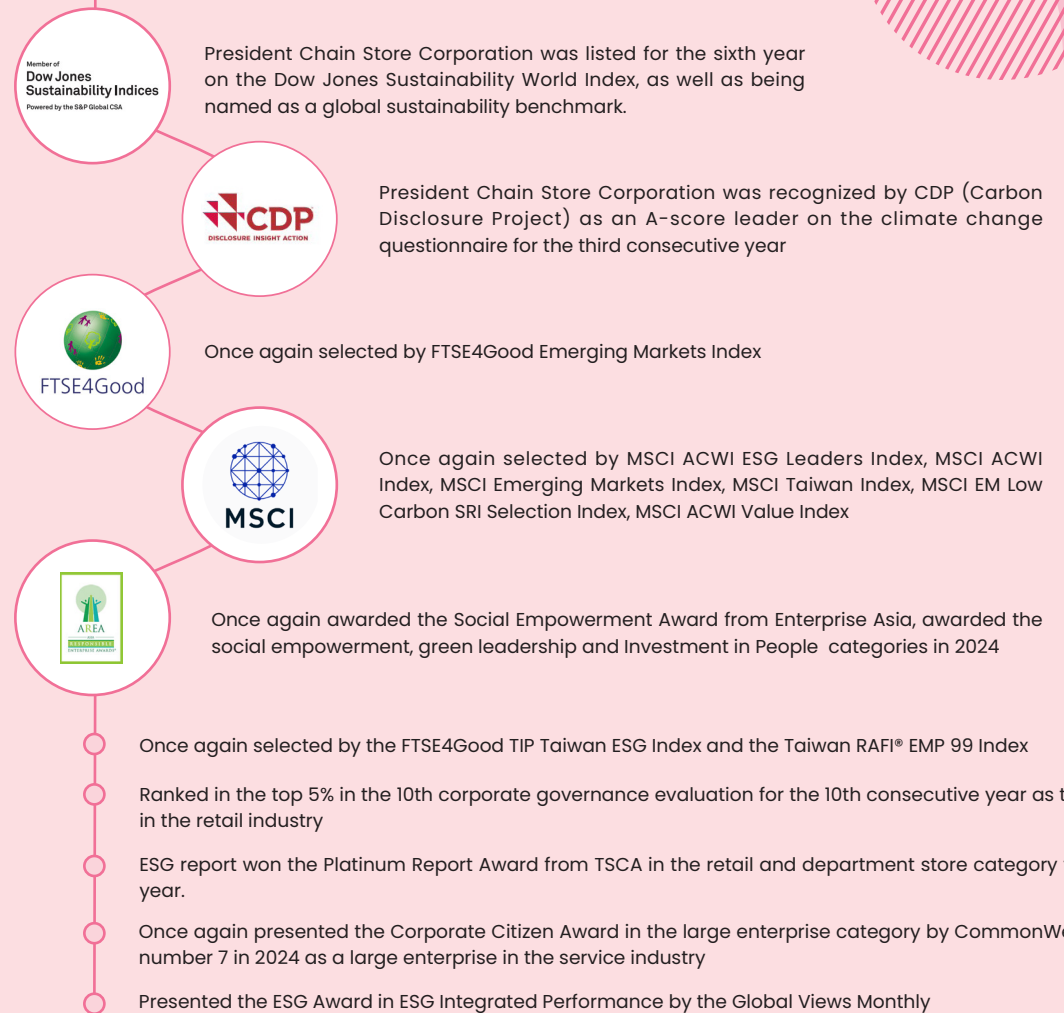 Member of
Dow Jones
Sustainability Indices
Powered by the S&P Global CSA
President Chain Store Corporation was listed for the sixth year
on the Dow Jones Sustainability World Index, as well as being
named as a global sustainability benchmark.
CDP
DISCLOSURE INSIGHT ACTION
President Chain Store Corporation was recognized by CDP (Carbon
Disclosure Project) as an A-score leader on the climate change
questionnaire for the third consecutive year
FTSE4Good
Once again selected by FTSE4Good Emerging Markets Index
MSCI
Once again selected by MSCI ACWI ESG Leaders Index, MSCI ACWI
Index, MSCI Emerging Markets Index, MSCI Taiwan Index, MSCI EM Low
Carbon SRI Selection Index, MSCI ACWI Value Index
AREA
RESPONSIBLE
ENTERPRISE AWARDS
Once again awarded the Social Empowerment Award from Enterprise Asia, awarded the
social empowerment, green leadership and Investment in People categories in 2024
Once again selected by the FTSE4Good TIP Taiwan ESG Index and the Taiwan RAFI® EMP 99 Index
Ranked in the top 5% in the 10th corporate governance evaluation for the 10th consecutive year as
in the retail industry
ESG report won the Platinum Report Award from TSCA in the retail and department store category
year.
Once again presented the Corporate Citizen Award in the large enterprise category by
number 7 in 2024 as a large enterprise in the service industry
Presented the ESG Award in ESG Integrated Performance by the Global Views Monthly